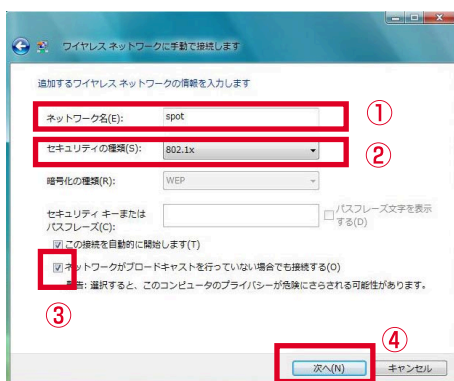 ワイヤレス ネットワークに手動で接続します
追加するワイヤレス ネットワークの情報を入力します
ネットワーク名(E): spot ①
セキュリティの種類(S): 802.1x ②
暗号化の種類(R): WEP
セキュリティ キーまたは
パスフレーズ(C):
パスフレーズ文字を表示
する(D)
この接続を自動的に開始します(T)
ネットワークがブロードキャストを行っていない場合でも接続する(O)
警告: 選択すると、このコンピュータのプライバシーが危険にさらされる可能性があります。
③
④
次へ(N) キャンセル